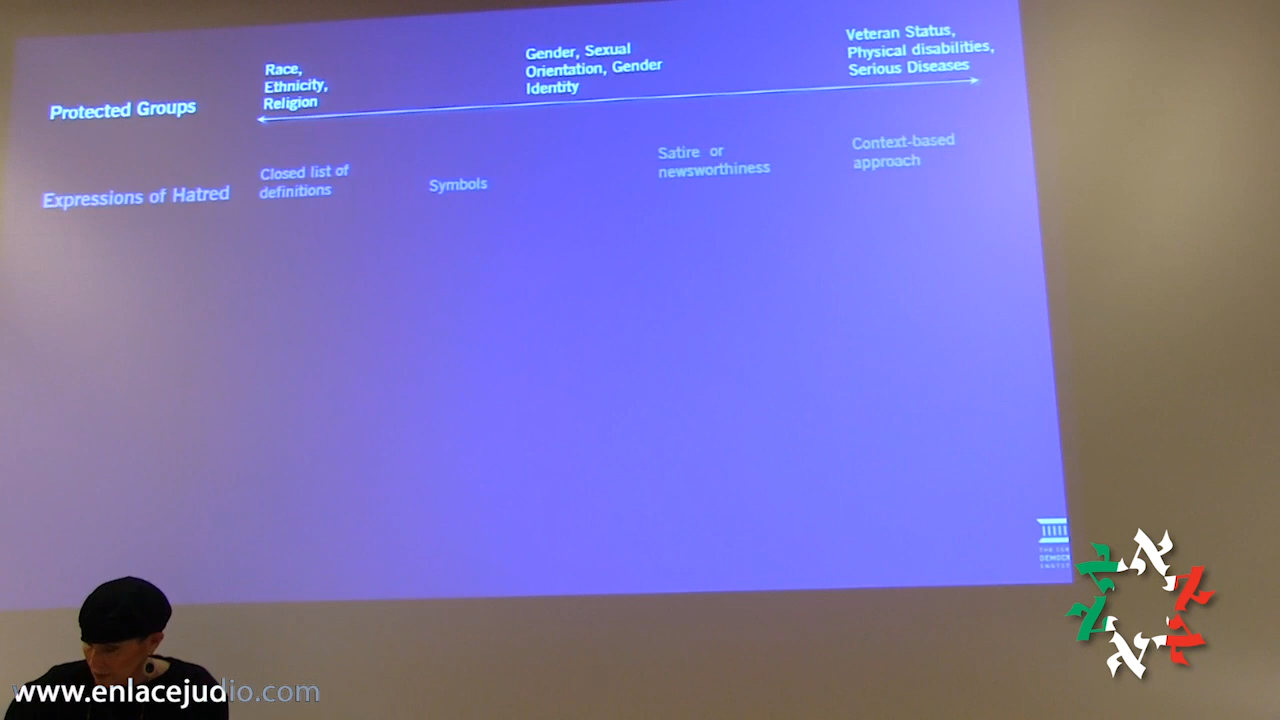 Protected Groups
Race,
Ethnicity,
Religion
Gender, Sexual
Orientation, Gender
Identity
Veteran Status,
Physical disabilities,
Serious Diseases
Expressions of Hatred
Closed list of
definitions
Symbols
Satire or
newsworthiness
Context-based
approach
www.enlacejudio.com